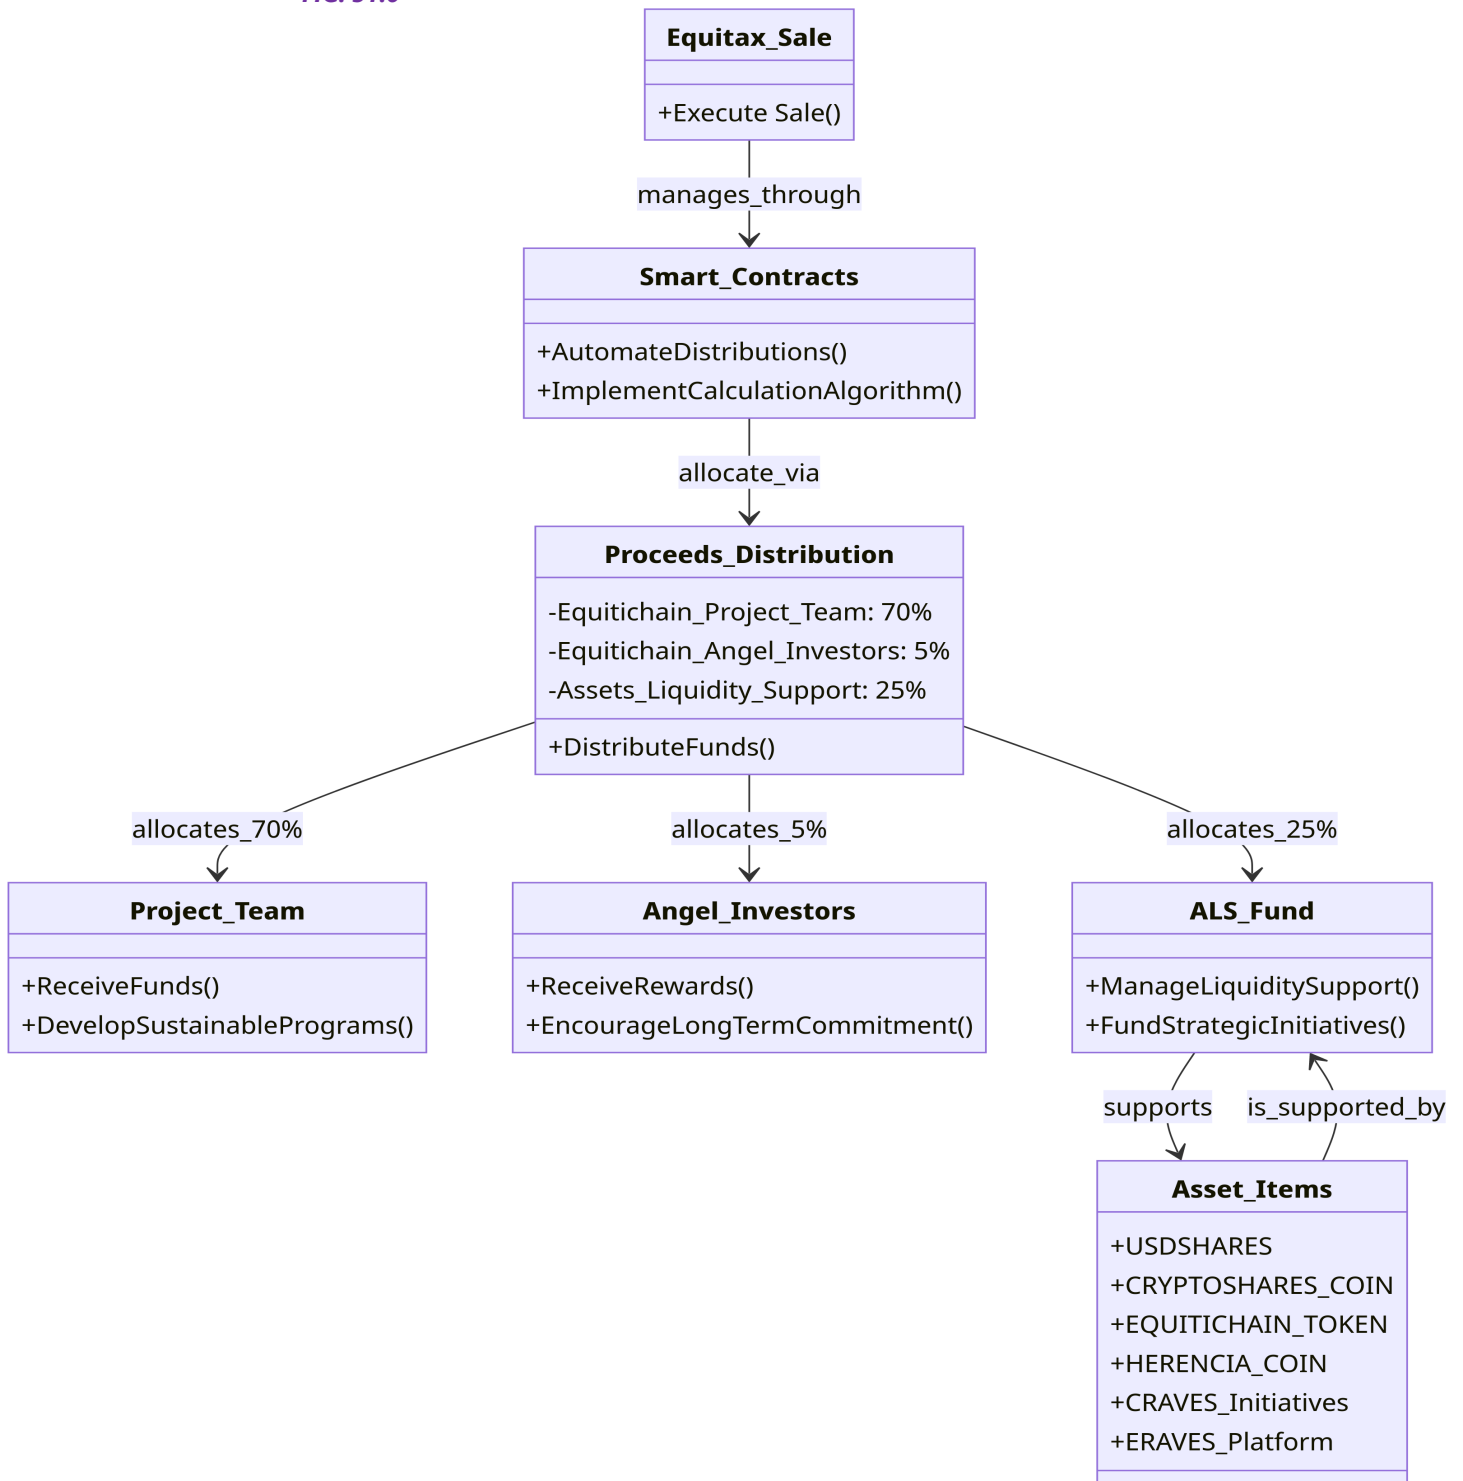 Equitax_Sale
+Execute Sale()
manages_through
Smart_Contracts
+AutomateDistributions()
+ImplementCalculationAlgorithm()
allocate_via
Proceeds_Distribution
-Equitichain_Project_Team: 70%
-Equitichain_Angel_Investors: 5%
-Assets_Liquidity_Support: 25%
+DistributeFunds()
allocates_70%
allocates_5%
allocates_25%
Project_Team
+ReceiveFunds()
+DevelopSustainablePrograms()
Angel_Investors
+ReceiveRewards()
+EncourageLongTermCommitment()
ALS_Fund
+ManageLiquiditySupport()
+FundStrategicInitiatives()
supports
is_supported_by
Asset_Items
+USDSHARES
+CRYPTOSHARES_COIN
+EQUITICHAIN_TOKEN
+HERENCIA_COIN
+CRAVES_Initiatives
+ERAVES_Platform